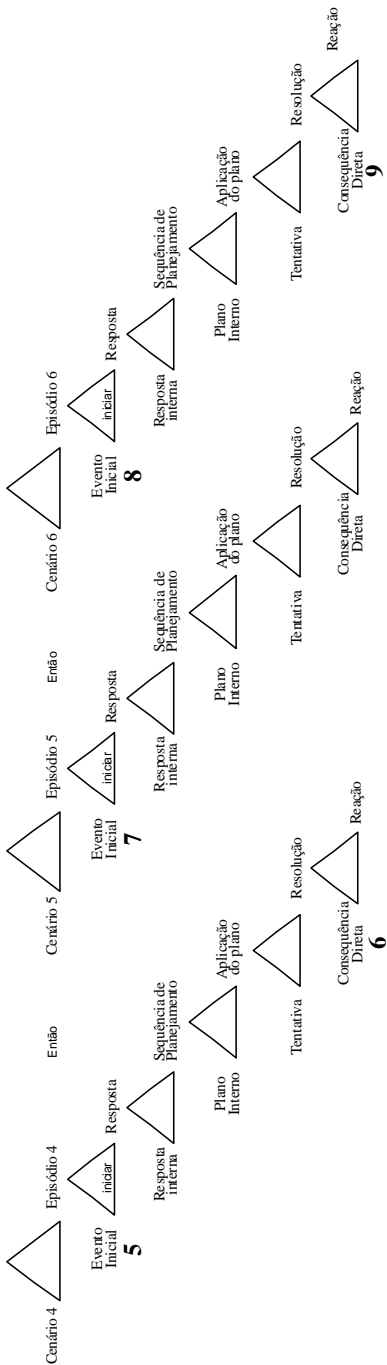 Cenário 4
Episódio 4
iniciar
Evento
Inicial
5
Resposta
Resposta
interna
Sequência de
Planejamento
Plano
Interno
Aplicação
do plano
Tentativa
Resolução
Consequência
Direta
6
Reação
Então
Cenário 5
Episódio 5
iniciar
Evento
Inicial
7
Resposta
Resposta
interna
Sequência de
Planejamento
Plano
Interno
Aplicação
do plano
Tentativa
Resolução
Consequência
Direta
Reação
Então
Cenário 6
Episódio 6
iniciar
Evento
Inicial
8
Resposta
Resposta
interna
Sequência de
Planejamento
Plano
Interno
Aplicação
do plano
Tentativa
Resolução
Consequência
Direta
9
Reação